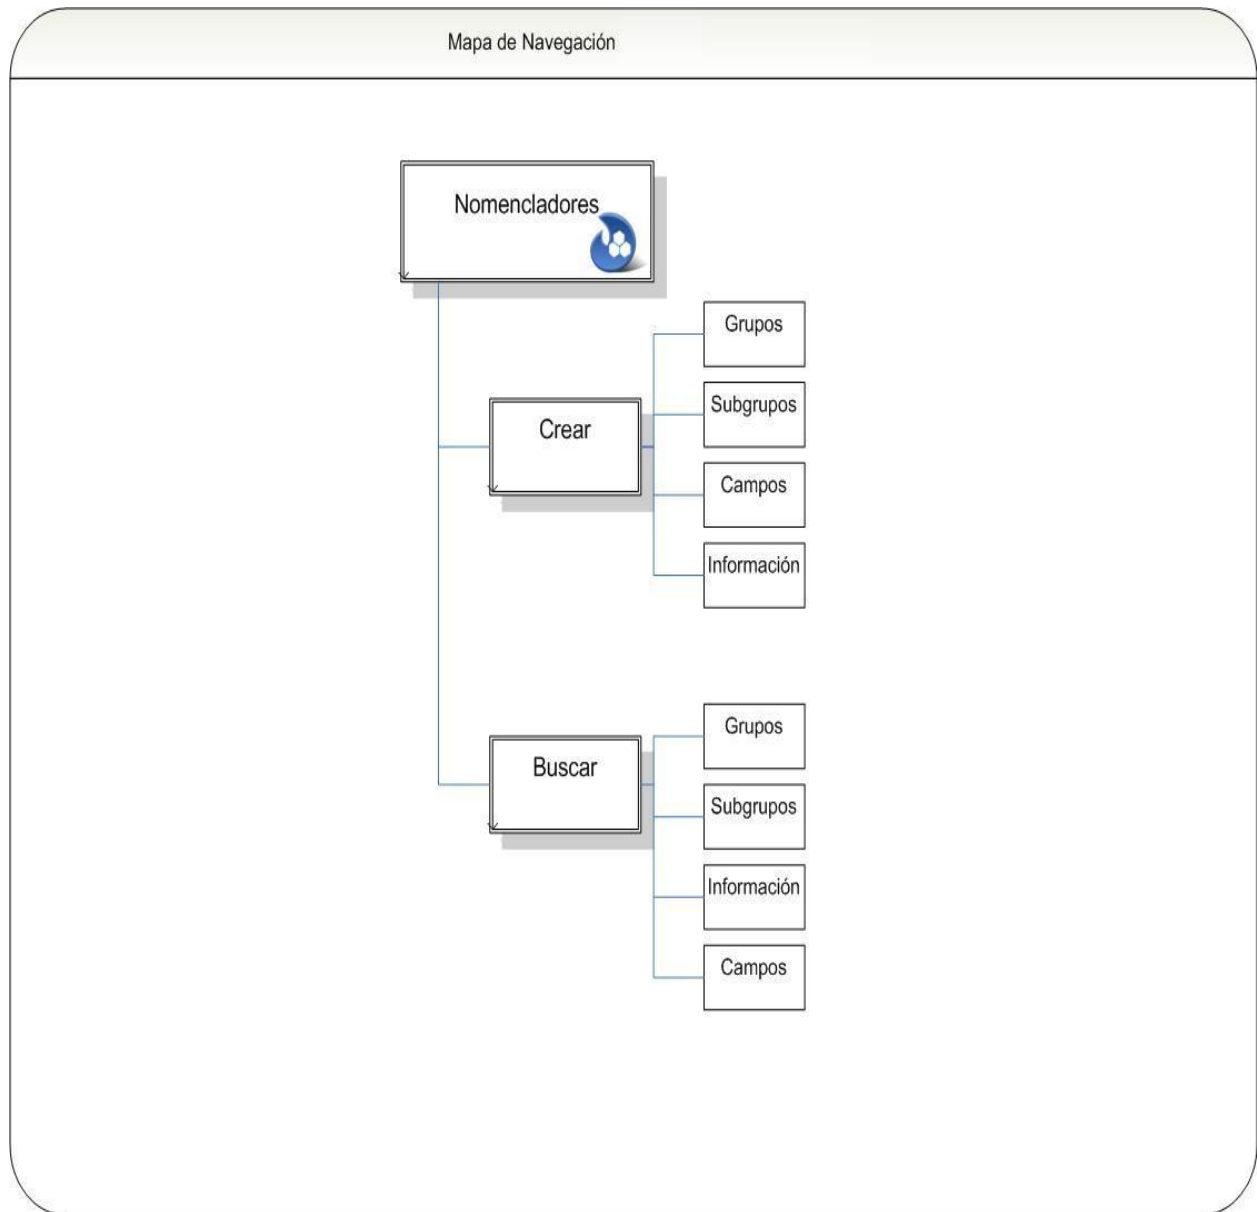 Mapa de Navegación
Nomencladores
Crear
Grupos
Subgrupos
Campos
Información
Buscar
Grupos
Subgrupos
Información
Campos